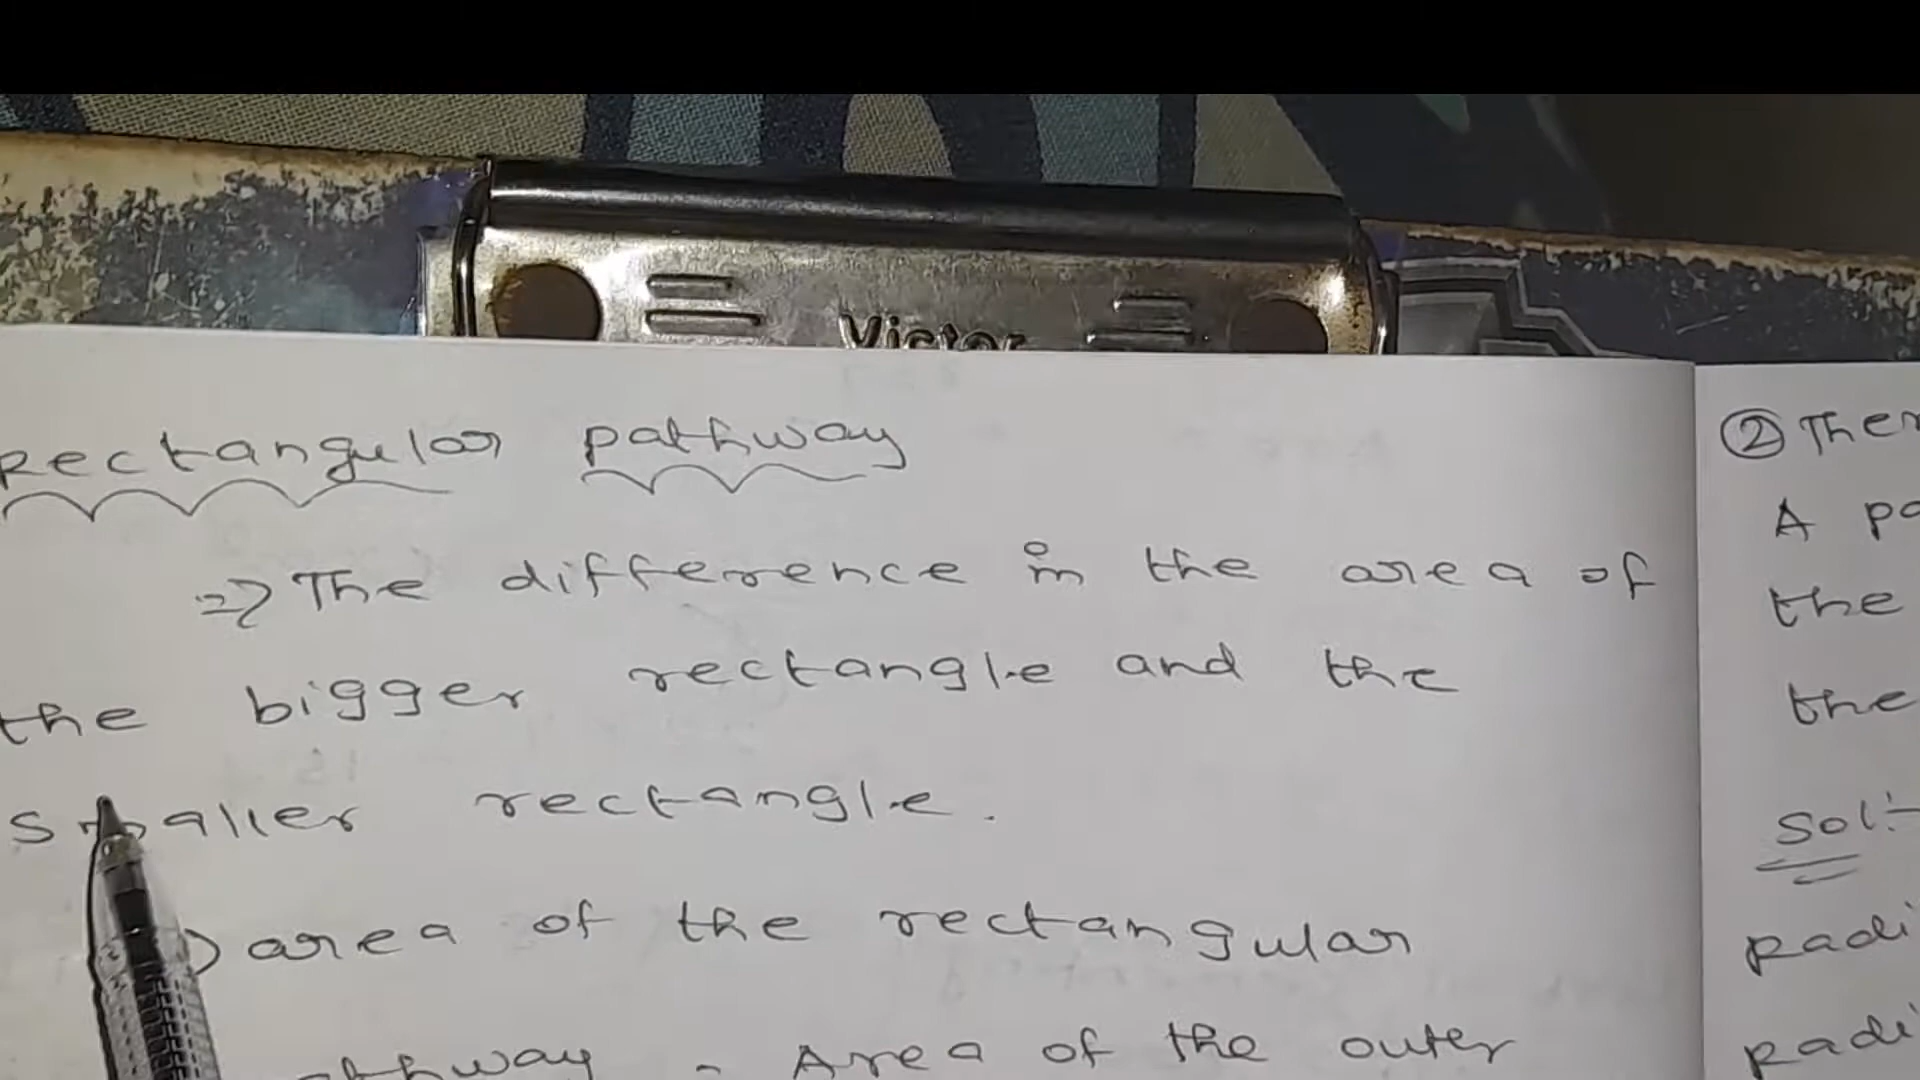 Victor
Rectangular pathway
=> The difference in the area of
the bigger rectangle and the
smaller rectangle.
area of the rectangular
pathway - Area of the outer
② Ther
A pa
the
the
Sol:-
radi
radi